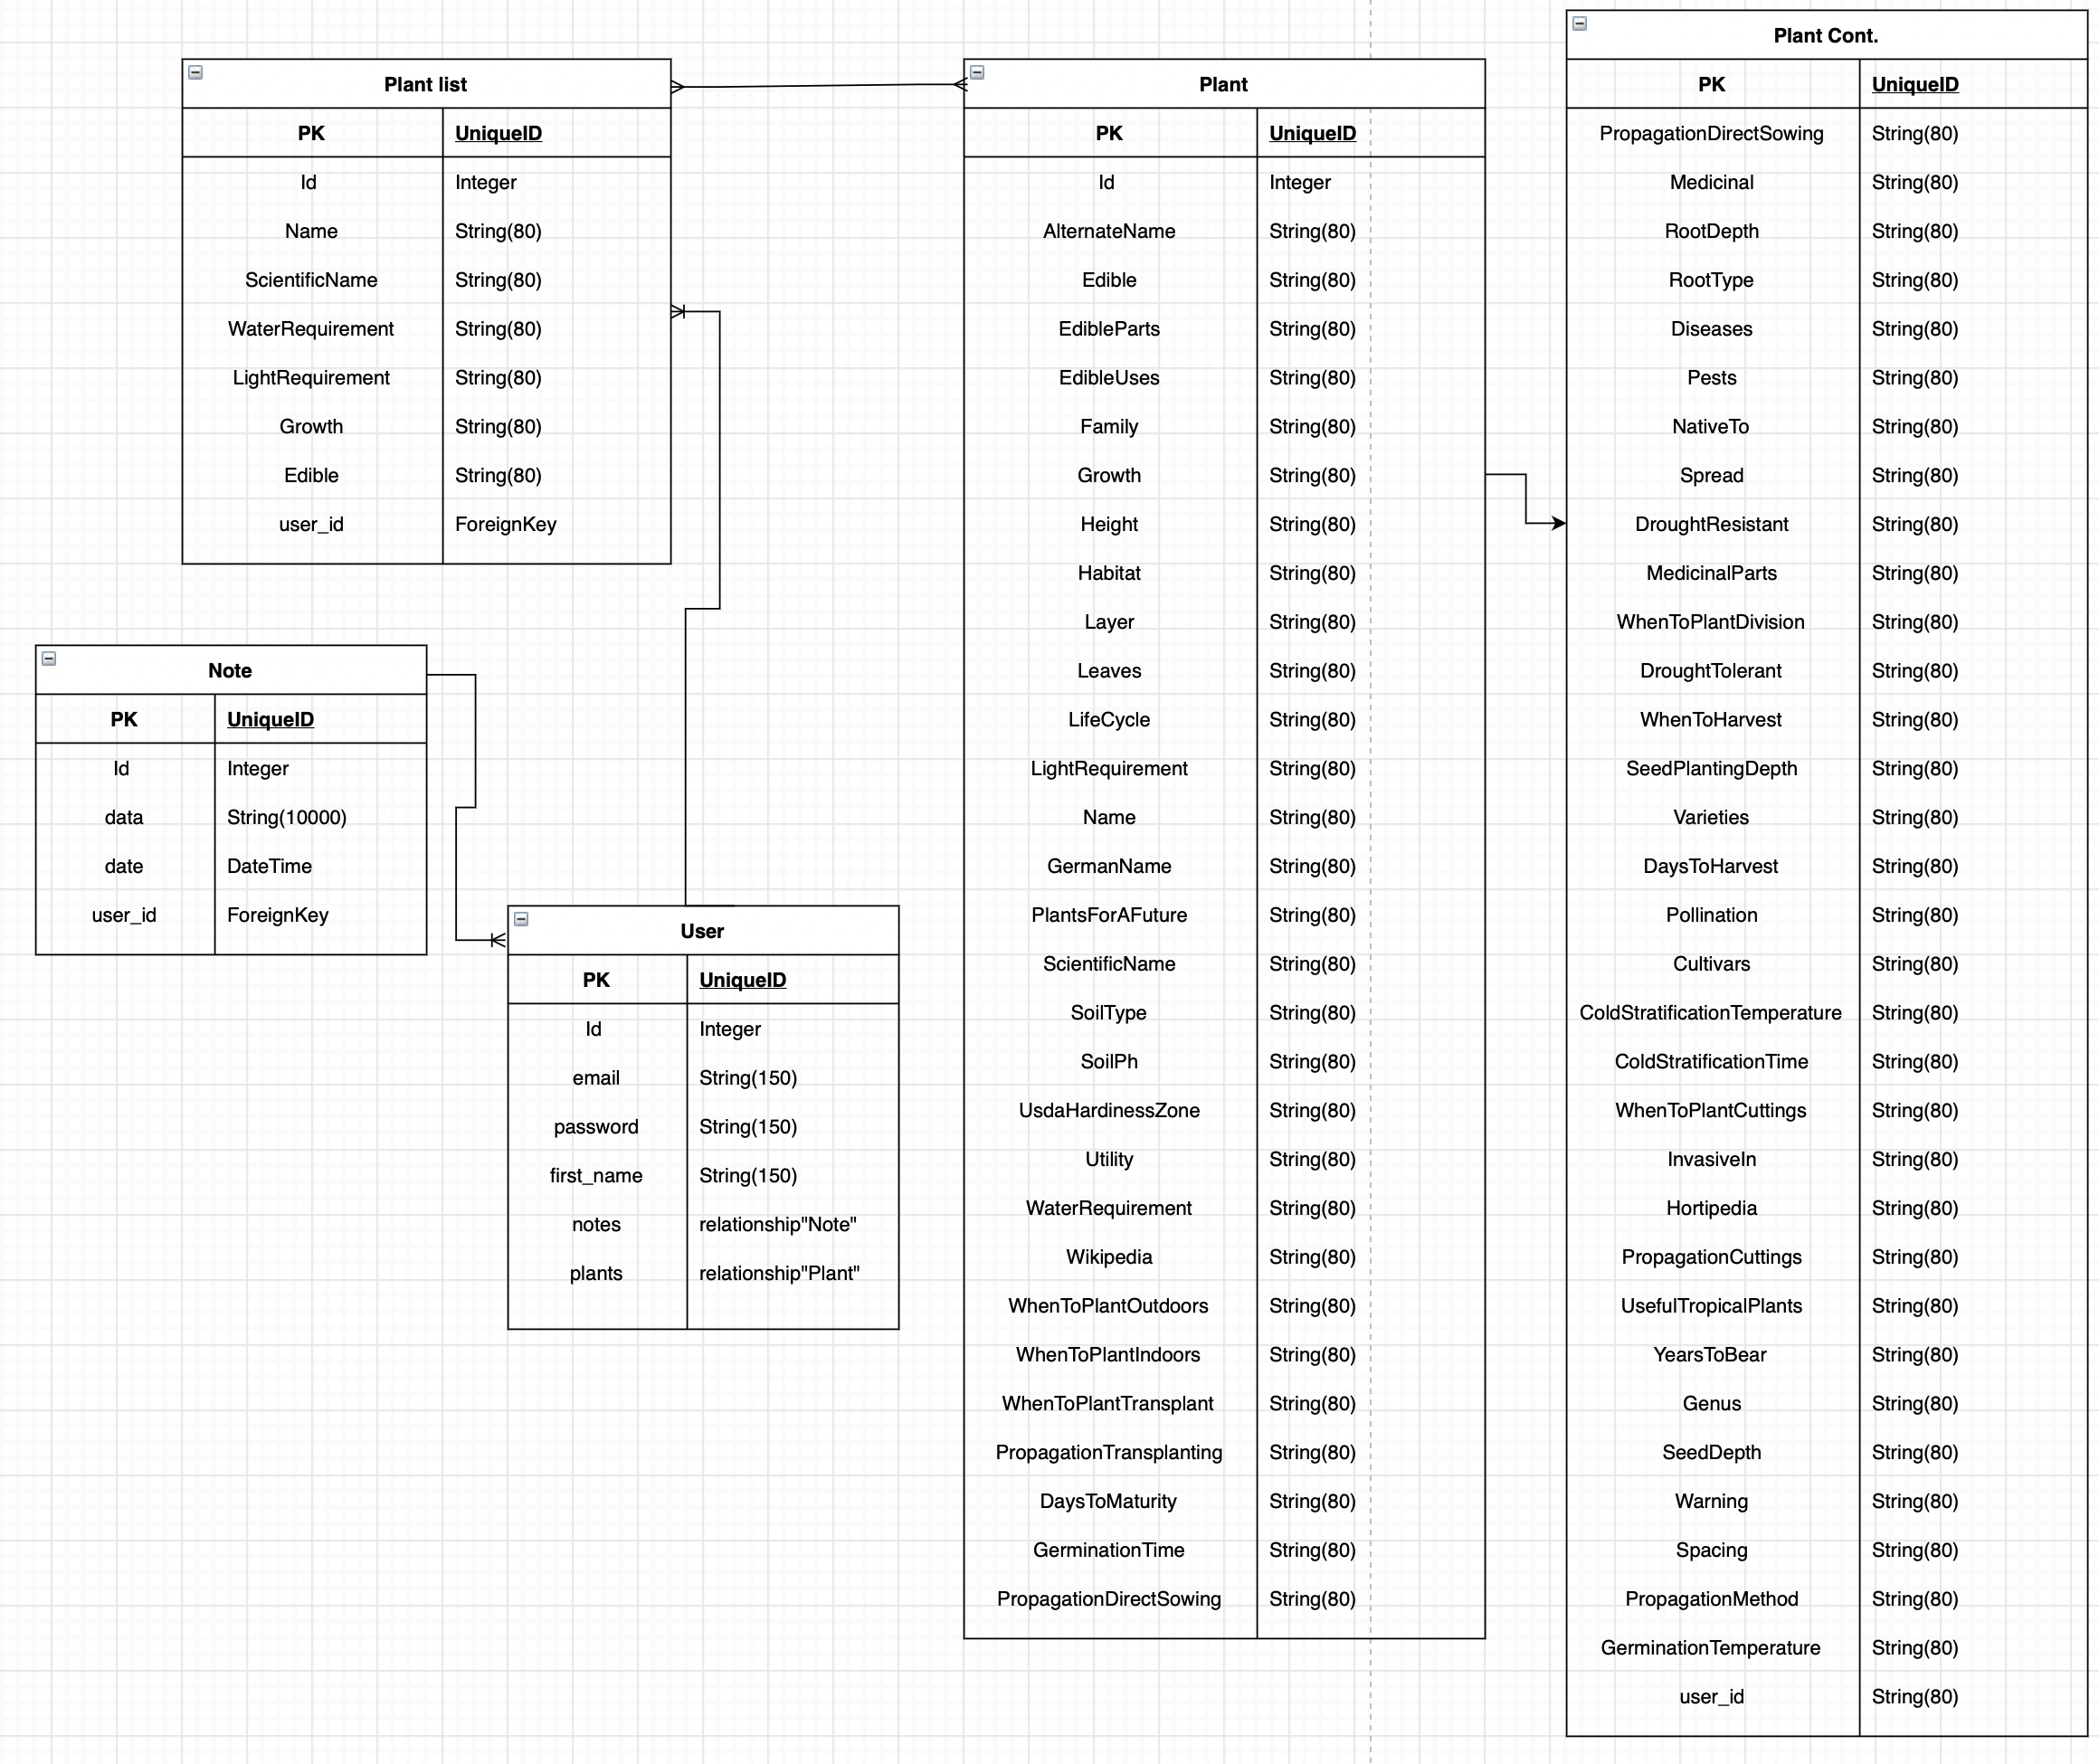 Plant list
PK UniqueID
Id Integer
Name String(80)
ScientificName String(80)
WaterRequirement String(80)
LightRequirement String(80)
Growth String(80)
Edible String(80)
user_id ForeignKey
Note
PK UniqueID
Id Integer
data String(10000)
date DateTime
user_id ForeignKey
User
PK UniqueID
Id Integer
email String(150)
password String(150)
first_name String(150)
notes relationship"Note"
plants relationship"Plant"
Plant
PK UniqueID
Id Integer
AlternateName String(80)
Edible String(80)
EdibleParts String(80)
EdibleUses String(80)
Family String(80)
Growth String(80)
Height String(80)
Habitat String(80)
Layer String(80)
Leaves String(80)
LifeCycle String(80)
LightRequirement String(80)
Name String(80)
GermanName String(80)
PlantsForAFuture String(80)
ScientificName String(80)
SoilType String(80)
SoilPh String(80)
UsdaHardinessZone String(80)
Utility String(80)
WaterRequirement String(80)
Wikipedia String(80)
WhenToPlantOutdoors String(80)
WhenToPlantIndoors String(80)
WhenToPlantTransplant String(80)
PropagationTransplanting String(80)
DaysToMaturity String(80)
GerminationTime String(80)
PropagationDirectSowing String(80)
Plant Cont.
PK UniqueID
PropagationDirectSowing String(80)
Medicinal String(80)
RootDepth String(80)
RootType String(80)
Diseases String(80)
Pests String(80)
NativeTo String(80)
Spread String(80)
DroughtResistant String(80)
MedicinalParts String(80)
WhenToPlantDivision String(80)
DroughtTolerant String(80)
WhenToHarvest String(80)
SeedPlantingDepth String(80)
Varieties String(80)
DaysToHarvest String(80)
Pollination String(80)
Cultivars String(80)
ColdStratificationTemperature String(80)
ColdStratificationTime String(80)
WhenToPlantCuttings String(80)
InvasiveIn String(80)
Hortipedia String(80)
PropagationCuttings String(80)
UsefulTropicalPlants String(80)
YearsToBear String(80)
Genus String(80)
SeedDepth String(80)
Warning String(80)
Spacing String(80)
PropagationMethod String(80)
GerminationTemperature String(80)
user_id String(80)